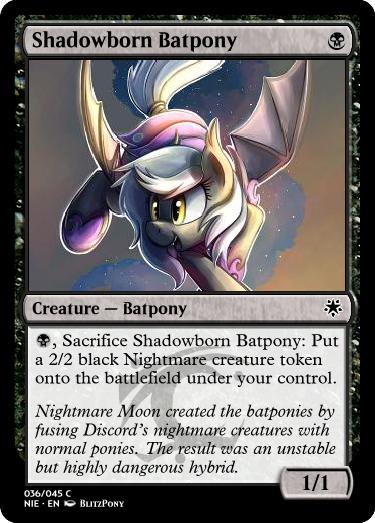 Shadowborn Batpony
Creature — Batpony
, Sacrifice Shadowborn Batpony: Put
a 2/2 black Nightmare creature token
onto the battlefield under your control.
Nightmare Moon created the batponies by
fusing Discord's nightmare creatures with
normal ponies. The result was an unstable
but highly dangerous hybrid.
1/1
036/045 C
NIE • EN BLITZPONY